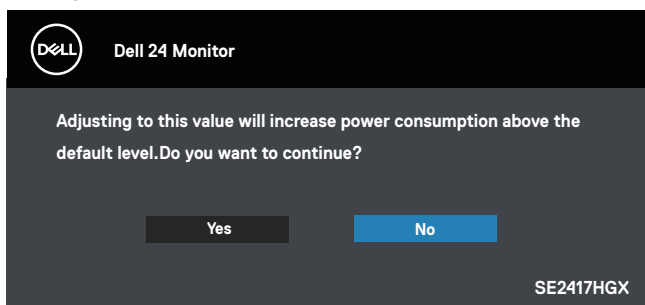 DELL
Dell 24 Monitor
Adjusting to this value will increase power consumption above the
default level.Do you want to continue?
Yes
No
SE2417HGX